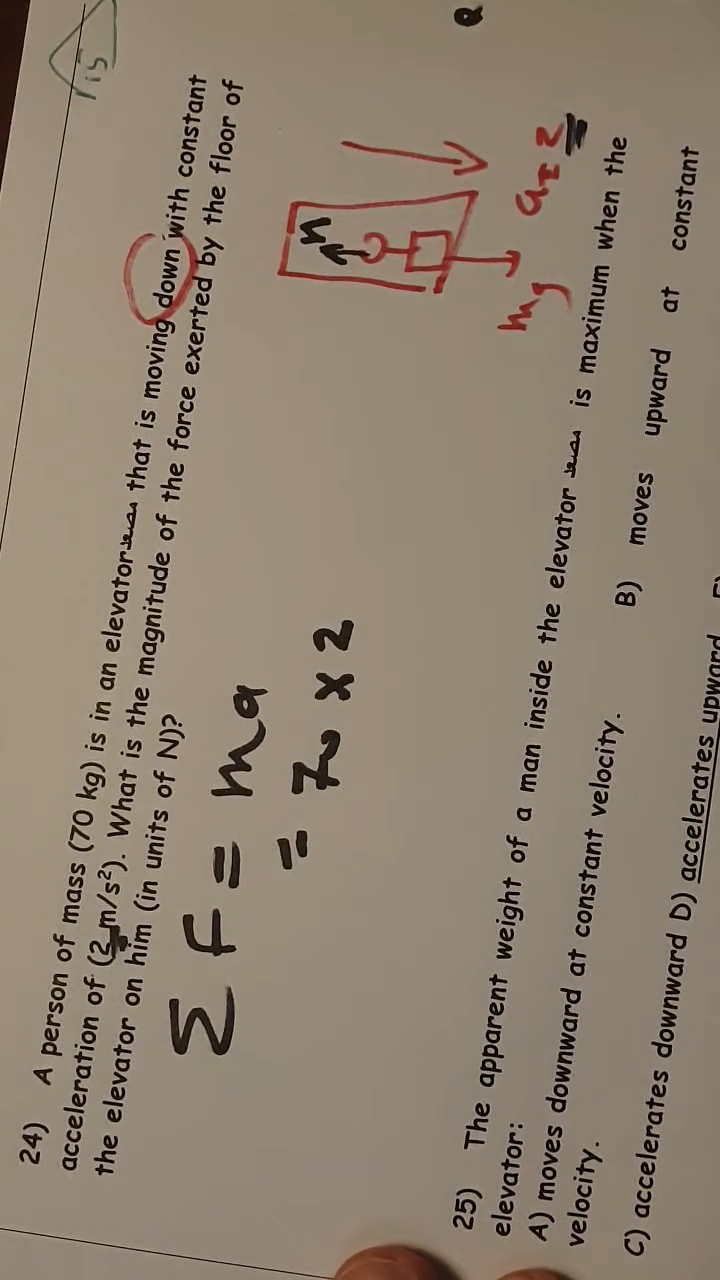 24) A person of mass (70 kg) is in an elevator مصعد that is moving down with constant
acceleration of (2 m/s²). What is the magnitude of the force exerted by the floor of
the elevator on him (in units of N)?
Σ F = ma
= 70 x 2
n
mg
a = 2
25) The apparent weight of a man inside the elevator مصعد is maximum when the
elevator:
A) moves downward at constant velocity. B) moves upward at constant
velocity.
C) accelerates downward D) accelerates upward